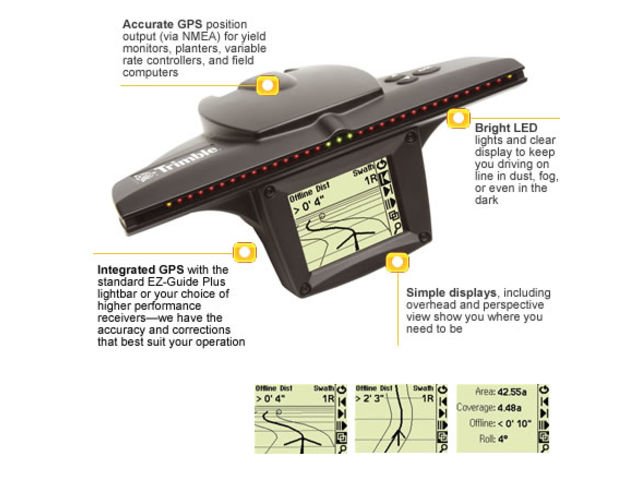 Accurate GPS position
output (via NMEA) for yield
monitors, planters, variable
rate controllers, and field
computers
Bright LED
lights and clear
display to keep
you driving on
line in dust, fog,
or even in the
dark
Trimble
Offline Dist
Swath
> 0' 4"
1R
Integrated GPS with the
standard EZ-Guide Plus
lightbar or your choice of
higher performance
receivers—we have the
accuracy and corrections
that best suit your operation
Simple displays, including
overhead and perspective
view show you where you
need to be
Offline Dist Swath
> 0' 4" 1R
Offline Dist Swath
> 2' 3" 1R
Area: 42.55a
Coverage: 4.48a
Offline: < 0' 10"
Roll: 4°